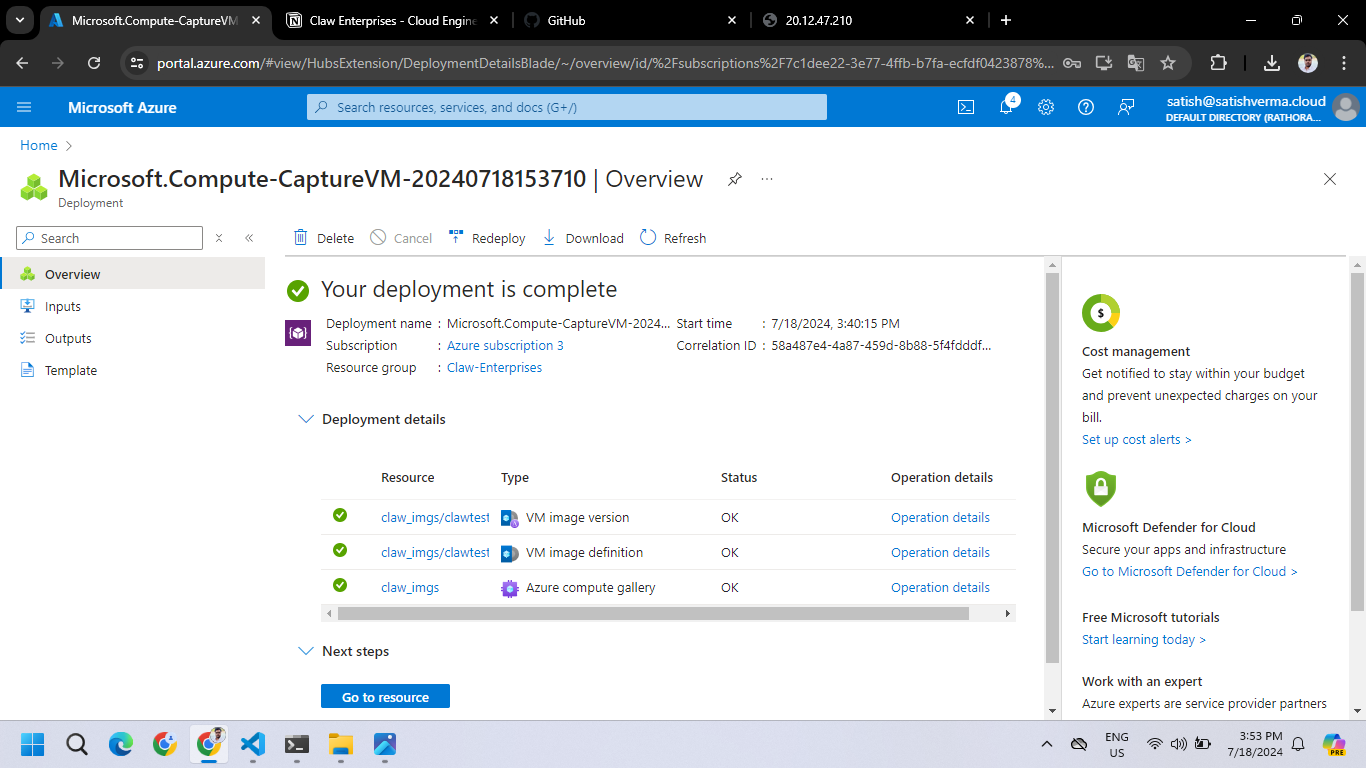 Microsoft.Compute-CaptureVM
Claw Enterprises - Cloud Engine
GitHub
20.12.47.210
portal.azure.com/#view/HubsExtension/DeploymentDetailsBlade/~/overview/id/%2Fsubscriptions%2F7c1dee22-3e77-4ffb-b7fa-ecfdf0423878%...
Microsoft Azure
Search resources, services, and docs (G+/)
4
satish@satishverma.cloud
DEFAULT DIRECTORY (RATHORA...
Home
Microsoft.Compute-CaptureVM-20240718153710 | Overview
Deployment
Search
Delete
Cancel
Redeploy
Download
Refresh
Overview
Inputs
Outputs
Template
Your deployment is complete
Deployment name : Microsoft.Compute-CaptureVM-2024...
Subscription : Azure subscription 3
Resource group : Claw-Enterprises
Start time : 7/18/2024, 3:40:15 PM
Correlation ID : 58a487e4-4a87-459d-8b88-5f4fdddf...
Deployment details
Resource Type Status Operation details
claw_imgs/clawtest VM image version OK Operation details
claw_imgs/clawtest VM image definition OK Operation details
claw_imgs Azure compute gallery OK Operation details
Next steps
Go to resource
$
Cost management
Get notified to stay within your budget
and prevent unexpected charges on your
bill.
Set up cost alerts >
Microsoft Defender for Cloud
Secure your apps and infrastructure
Go to Microsoft Defender for Cloud >
Free Microsoft tutorials
Start learning today >
Work with an expert
Azure experts are service provider partners
ENG
US
3:53 PM
7/18/2024
PRE